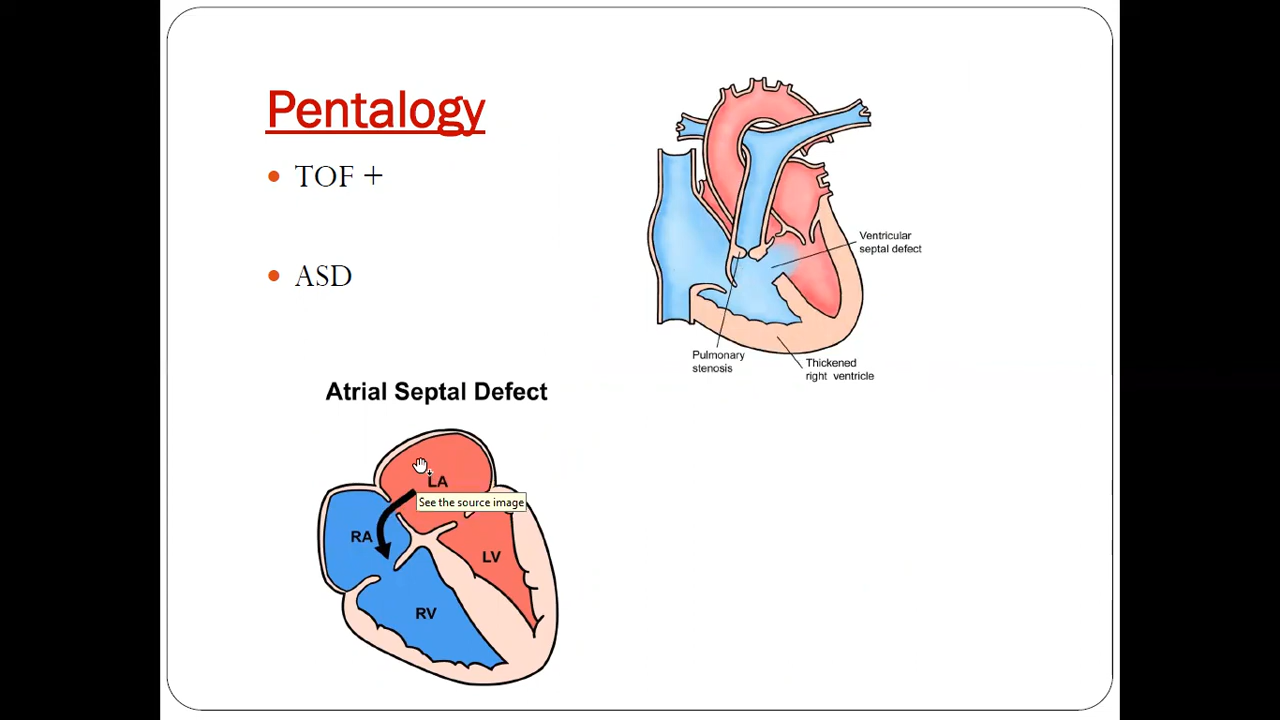 Pentalogy
• TOF +
• ASD
Ventricular
septal defect
Pulmonary
stenosis
Thickened
right ventricle
Atrial Septal Defect
LA
See the source image
RA
LV
RV